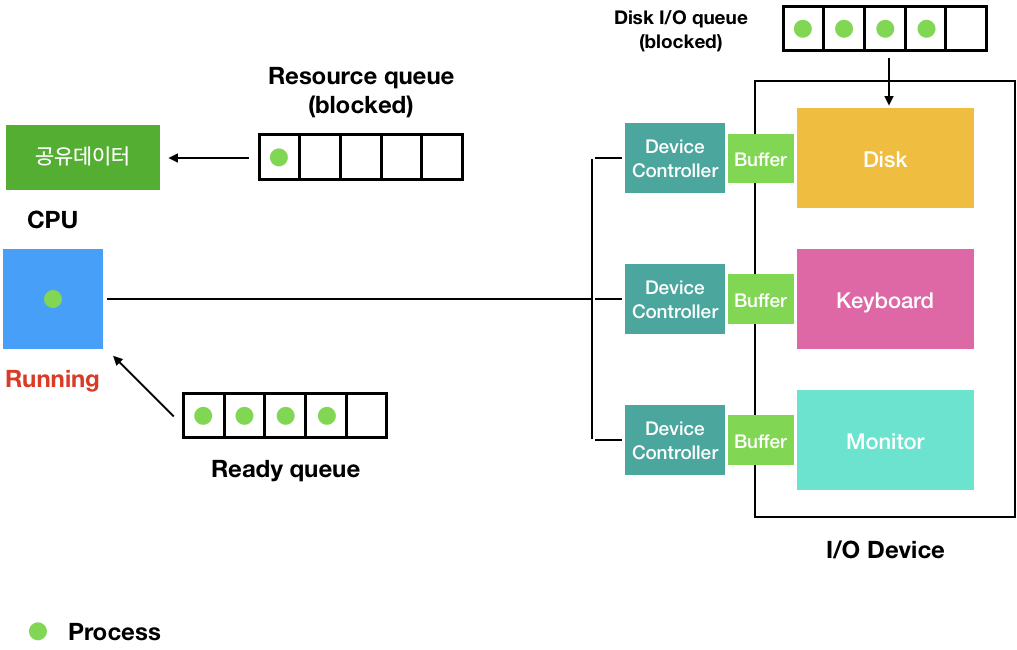 Disk I/O queue
(blocked)
Resource queue
(blocked)
공유데이터
Device
Controller
Buffer
Disk
CPU
Device
Controller
Buffer
Keyboard
Running
Device
Controller
Buffer
Monitor
Ready queue
I/O Device
Process